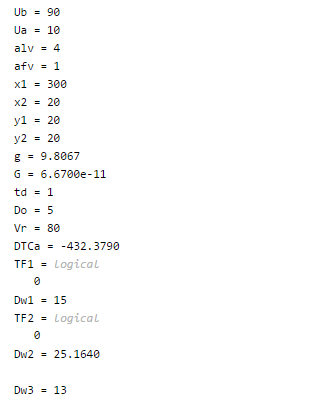 Ub = 90
Ua = 10
alv = 4
afv = 1
x1 = 300
x2 = 20
y1 = 20
y2 = 20
g = 9.8067
G = 6.6700e-11
td = 1
Do = 5
Vr = 80
DTCa = -432.3790
TF1 = logical
0
Dw1 = 15
TF2 = logical
0
Dw2 = 25.1640
Dw3 = 13